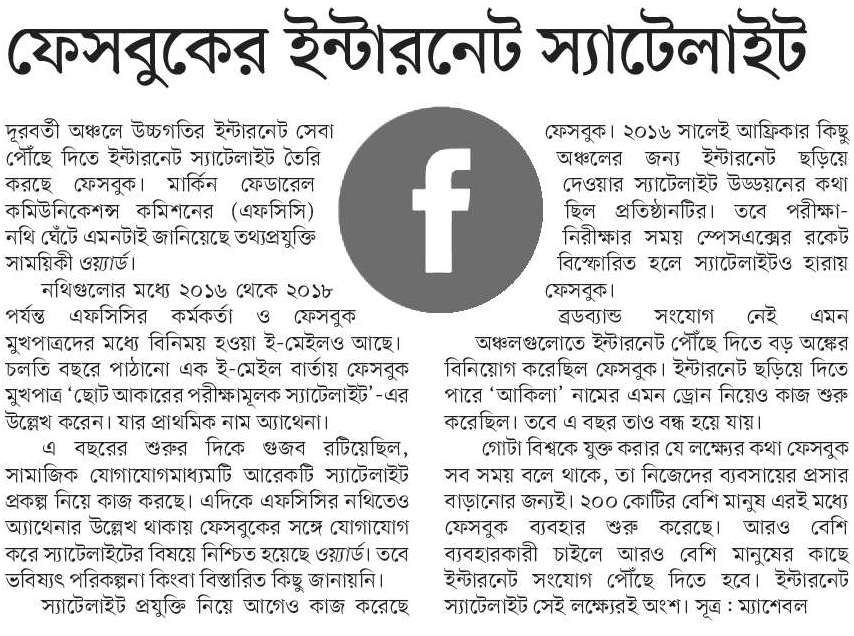 ফেসবুকের ইন্টারনেট স্যাটেলাইট
দূরবর্তী অঞ্চলে উচ্চগতির ইন্টারনেট সেবা
পৌঁছে দিতে ইন্টারনেট স্যাটেলাইট তৈরি
করছে ফেসবুক। মার্কিন ফেডারেল
কমিউনিকেশন্স কমিশনের (এফসিসি)
নথি ঘেঁটে এমনটাই জানিয়েছে তথ্যপ্রযুক্তি
সাময়িকী ওয়্যার্ড।
নথিগুলোর মধ্যে ২০১৬ থেকে ২০১৮
পর্যন্ত এফসিসির কর্মকর্তা ও ফেসবুক
মুখপাত্রদের মধ্যে বিনিময় হওয়া ই-মেইলও আছে।
চলতি বছরে পাঠানো এক ই-মেইল বার্তায় ফেসবুক
মুখপাত্র ‘ছোট আকারের পরীক্ষামূলক স্যাটেলাইট’-এর
উল্লেখ করেন। যার প্রাথমিক নাম অ্যাথেনা।
এ বছরের শুরুর দিকে গুজব রটিয়েছিল,
সামাজিক যোগাযোগমাধ্যমটি আরেকটি স্যাটেলাইট
প্রকল্প নিয়ে কাজ করছে। এদিকে এফসিসির নথিতেও
অ্যাথেনার উল্লেখ থাকায় ফেসবুকের সঙ্গে যোগাযোগ
করে স্যাটেলাইটের বিষয়ে নিশ্চিত হয়েছে ওয়্যার্ড। তবে
ভবিষ্যৎ পরিকল্পনা কিংবা বিস্তারিত কিছু জানায়নি।
স্যাটেলাইট প্রযুক্তি নিয়ে আগেও কাজ করেছে
ফেসবুক। ২০১৬ সালেই আফ্রিকার কিছু
অঞ্চলের জন্য ইন্টারনেট ছড়িয়ে
দেওয়ার স্যাটেলাইট উড্ডয়নের কথা
ছিল প্রতিষ্ঠানটির। তবে পরীক্ষা-
নিরীক্ষার সময় স্পেসএক্সের রকেট
বিস্ফোরিত হলে স্যাটেলাইটও হারায়
ফেসবুক।
ব্রডব্যান্ড সংযোগ নেই এমন
অঞ্চলগুলোতে ইন্টারনেট পৌঁছে দিতে বড় অঙ্কের
বিনিয়োগ করেছিল ফেসবুক। ইন্টারনেট ছড়িয়ে দিতে
পারে ‘আকিলা’ নামের এমন ড্রোন নিয়েও কাজ শুরু
করেছিল। তবে এ বছর তাও বন্ধ হয়ে যায়।
গোটা বিশ্বকে যুক্ত করার যে লক্ষ্যের কথা ফেসবুক
সব সময় বলে থাকে, তা নিজেদের ব্যবসায়ের প্রসার
বাড়ানোর জন্যই। ২০০ কোটির বেশি মানুষ এরই মধ্যে
ফেসবুক ব্যবহার শুরু করেছে। আরও বেশি
ব্যবহারকারী চাইলে আরও বেশি মানুষের কাছে
ইন্টারনেট সংযোগ পৌঁছে দিতে হবে। ইন্টারনেট
স্যাটেলাইট সেই লক্ষ্যেরই অংশ। সূত্র : ম্যাশেবল